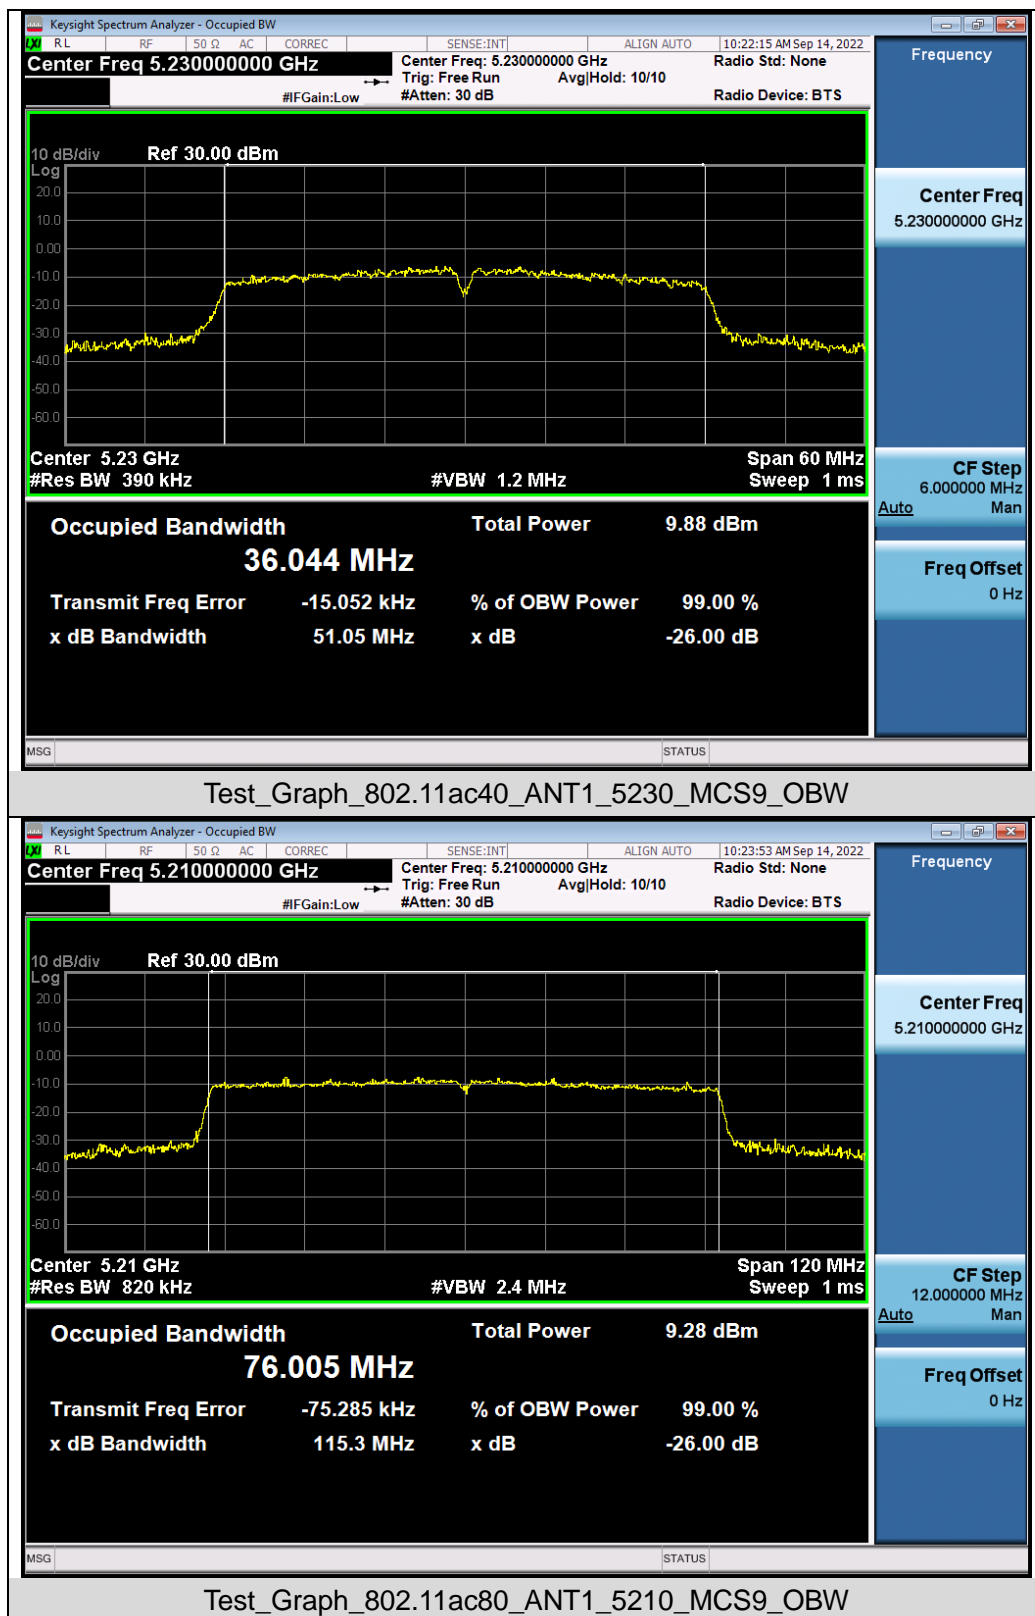 Keysight Spectrum Analyzer - Occupied BW
LXI RL RF 50 Ω AC CORREC SENSE:INT ALIGN AUTO 10:22:15 AM Sep 14, 2022
Center Freq 5.230000000 GHz
Center Freq: 5.230000000 GHz
Radio Std: None
Trig: Free Run Avg|Hold: 10/10
#IFGain:Low
#Atten: 30 dB
Radio Device: BTS
Frequency
10 dB/div Ref 30.00 dBm
Log
20.0
10.0
0.00
-10.0
-20.0
-30.0
-40.0
-50.0
-60.0
Center 5.23 GHz Span 60 MHz
#Res BW 390 kHz #VBW 1.2 MHz Sweep 1 ms
Center Freq
5.230000000 GHz
CF Step
6.000000 MHz
Auto Man
Freq Offset
0 Hz
Occupied Bandwidth Total Power 9.88 dBm
36.044 MHz
Transmit Freq Error -15.052 kHz % of OBW Power 99.00 %
x dB Bandwidth 51.05 MHz x dB -26.00 dB
MSG STATUS
Test_Graph_802.11ac40_ANT1_5230_MCS9_OBW
Keysight Spectrum Analyzer - Occupied BW
LXI RL RF 50 Ω AC CORREC SENSE:INT ALIGN AUTO 10:23:53 AM Sep 14, 2022
Center Freq 5.210000000 GHz
Center Freq: 5.210000000 GHz
Radio Std: None
Trig: Free Run Avg|Hold: 10/10
#IFGain:Low
#Atten: 30 dB
Radio Device: BTS
Frequency
10 dB/div Ref 30.00 dBm
Log
20.0
10.0
0.00
-10.0
-20.0
-30.0
-40.0
-50.0
-60.0
Center 5.21 GHz Span 120 MHz
#Res BW 820 kHz #VBW 2.4 MHz Sweep 1 ms
Center Freq
5.210000000 GHz
CF Step
12.000000 MHz
Auto Man
Freq Offset
0 Hz
Occupied Bandwidth Total Power 9.28 dBm
76.005 MHz
Transmit Freq Error -75.285 kHz % of OBW Power 99.00 %
x dB Bandwidth 115.3 MHz x dB -26.00 dB
MSG STATUS
Test_Graph_802.11ac80_ANT1_5210_MCS9_OBW